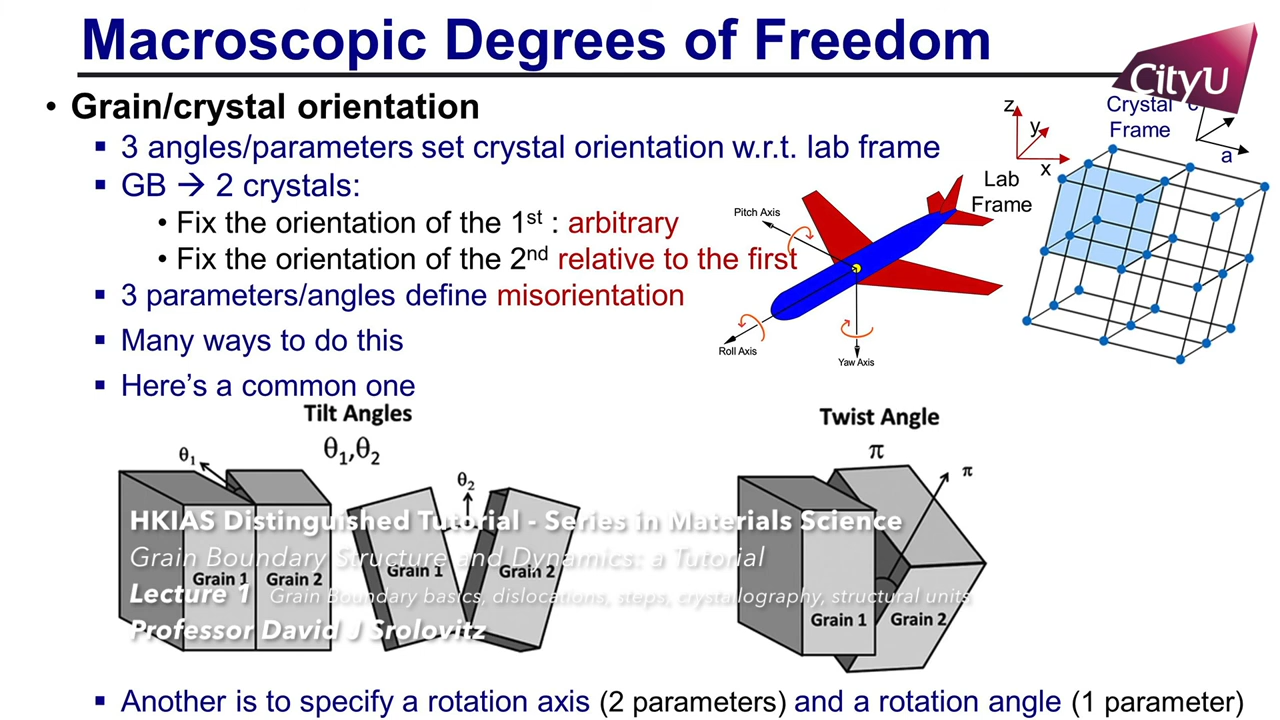 Macroscopic Degrees of Freedom
CityU
• Grain/crystal orientation
▪ 3 angles/parameters set crystal orientation w.r.t. lab frame
▪ GB → 2 crystals:
• Fix the orientation of the 1st : arbitrary
• Fix the orientation of the 2nd relative to the first
▪ 3 parameters/angles define misorientation
▪ Many ways to do this
▪ Here's a common one
z
y
x
Lab
Frame
Crystal
Frame
c
a
Pitch Axis
Roll Axis
Yaw Axis
Tilt Angles
θ1,θ2
θ1
θ2
Grain 1
Grain 2
Grain 1
Grain 2
Twist Angle
π
π
Grain 1
Grain 2
HKIAS Distinguished Tutorial - Series in Materials Science
Grain Boundary Structure and Dynamics: a Tutorial
Lecture 1 Grain Boundary basics, dislocations, steps, crystallography, structural units
Professor David J Srolovitz
▪ Another is to specify a rotation axis (2 parameters) and a rotation angle (1 parameter)